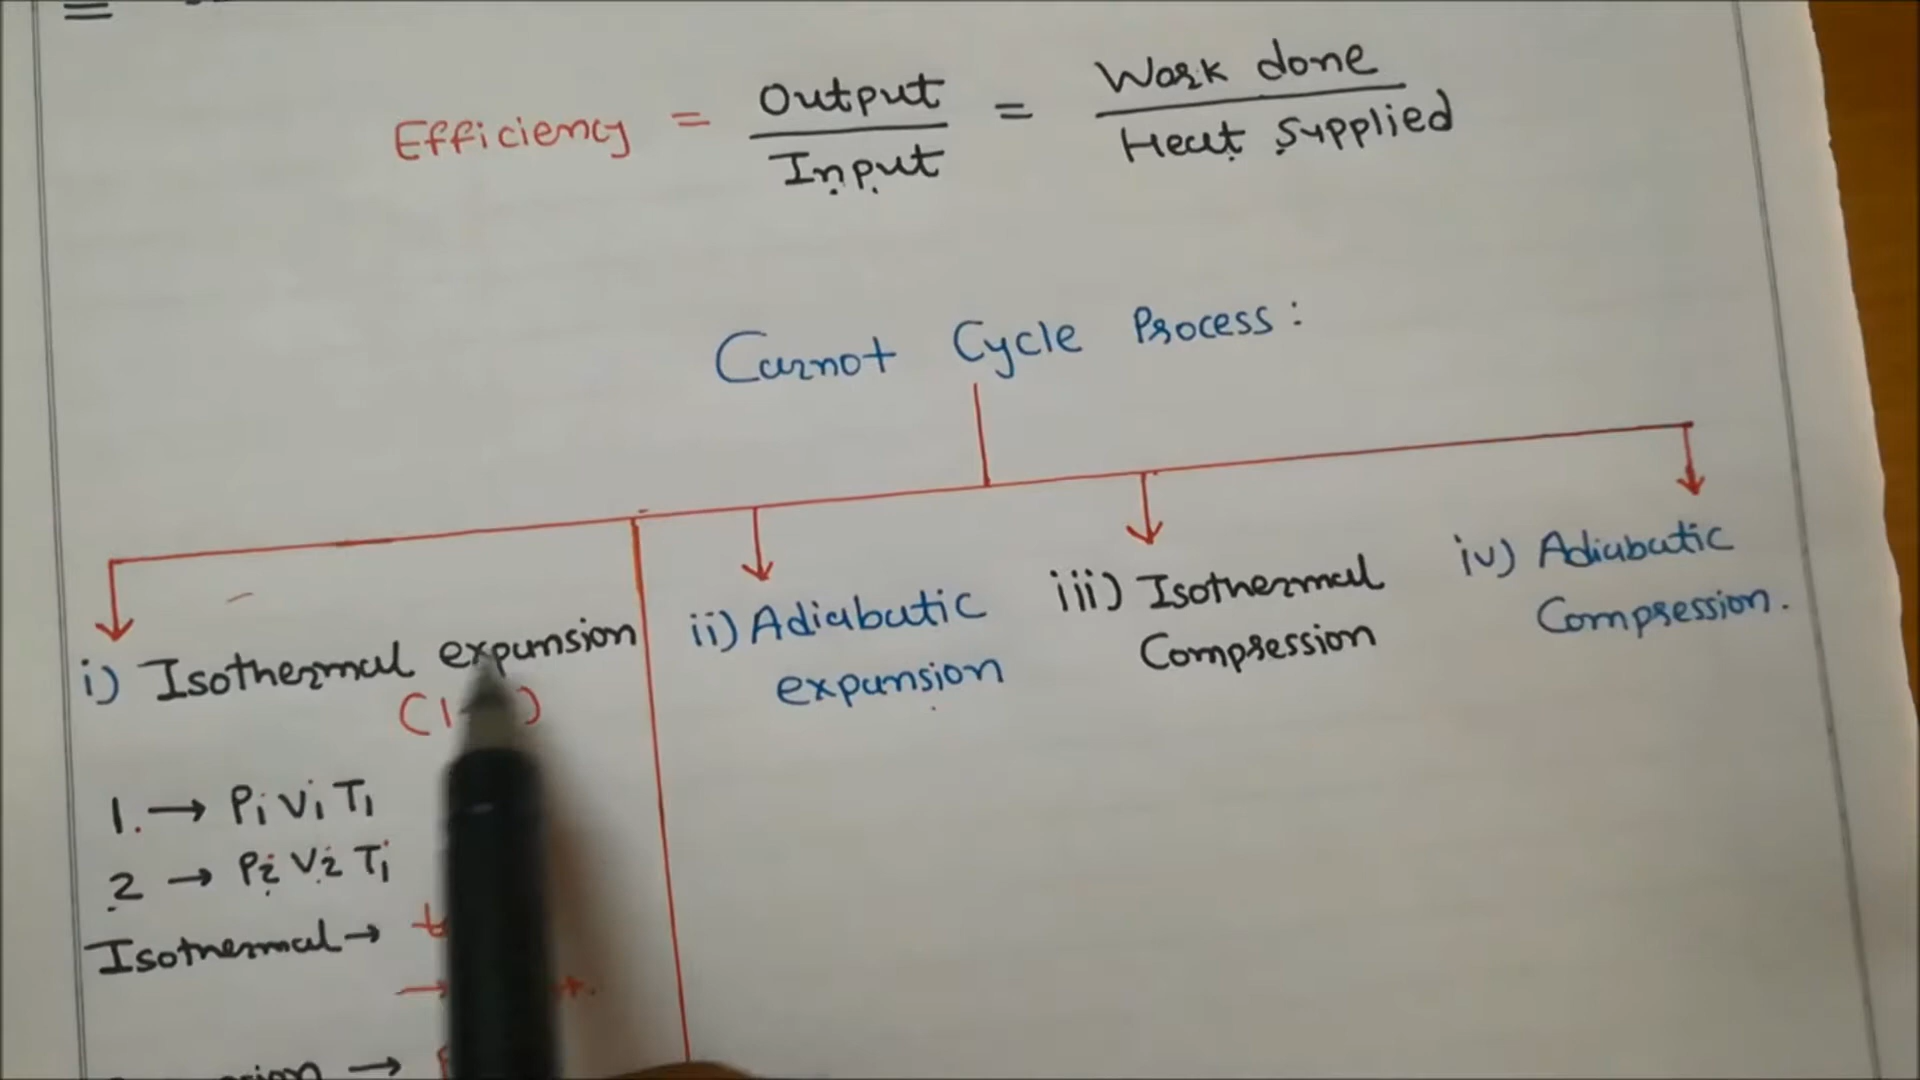 Efficiency = Output / Input = Work done / Heat Supplied
Carnot Cycle Process:
i) Isothermal expansion
ii) Adiabatic
expansion
iii) Isothermal
Compression
iv) Adiabatic
Compression.
1. → P1 V1 T1
2 → P2 V2 T1
Isothermal →